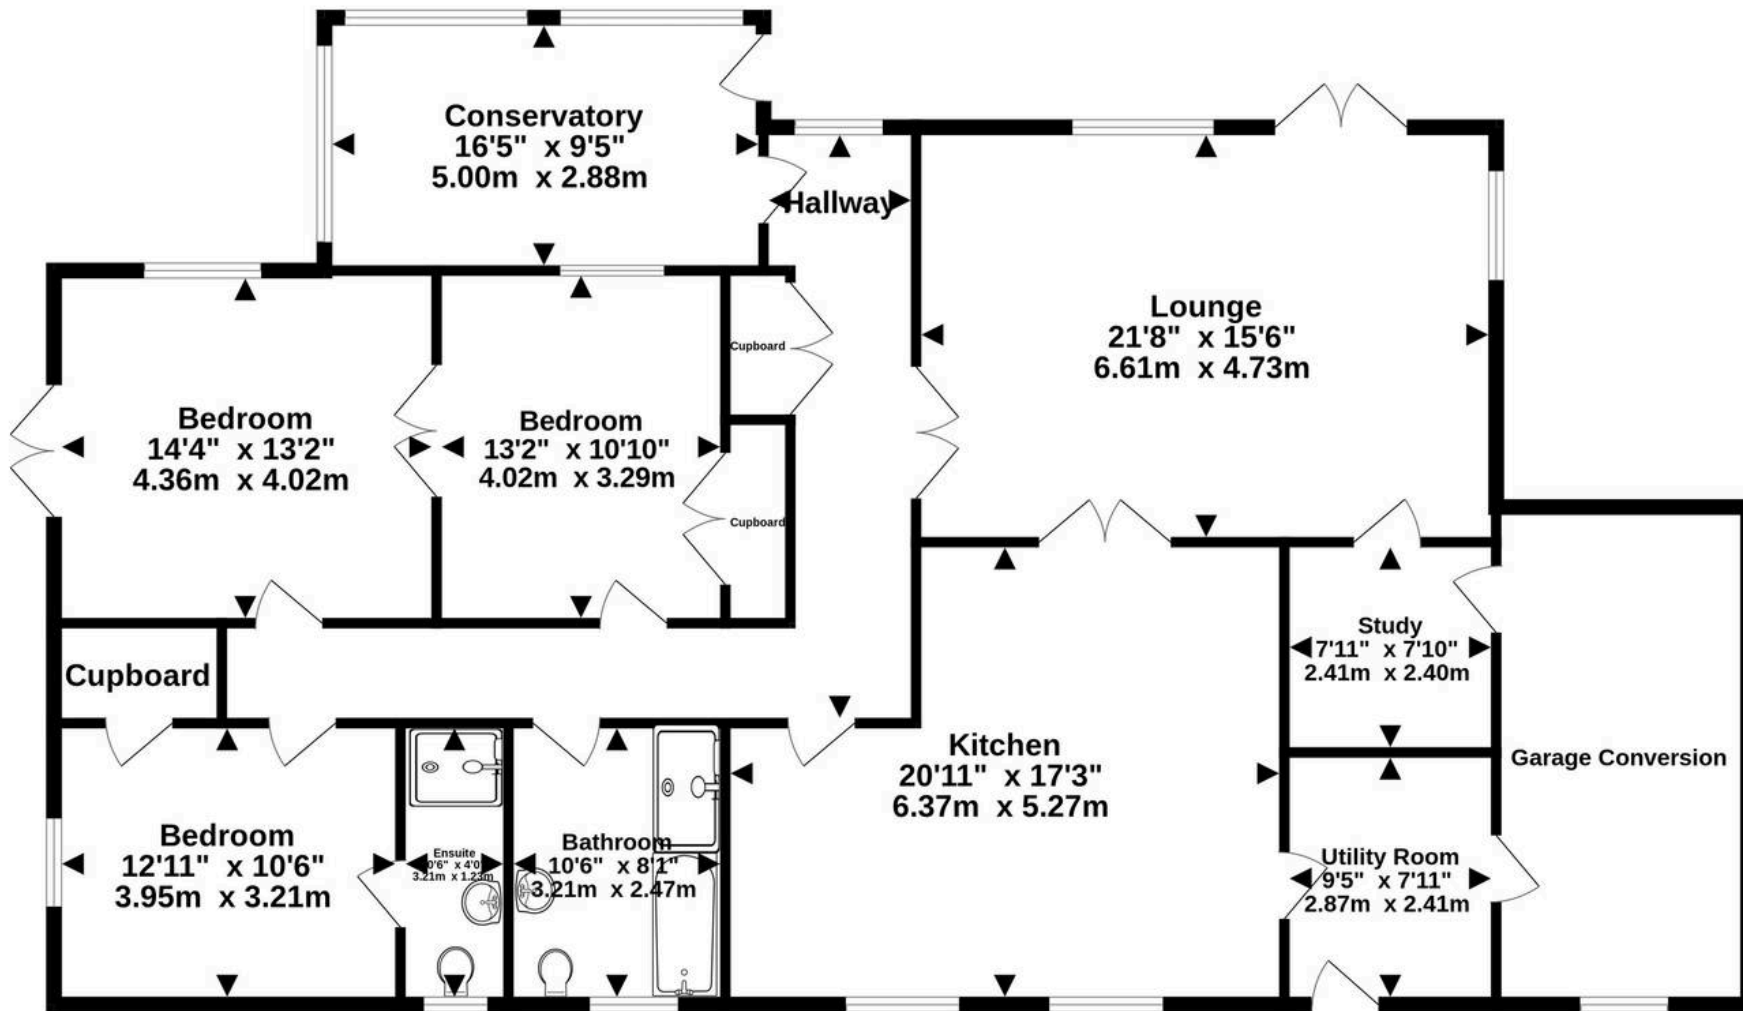 Conservatory
16'5" x 9'5"
5.00m x 2.88m
Hallway
Lounge
21'8" x 15'6"
6.61m x 4.73m
Cupboard
Bedroom
14'4" x 13'2"
4.36m x 4.02m
Bedroom
13'2" x 10'10"
4.02m x 3.29m
Cupboard
Study
7'11" x 7'10"
2.41m x 2.40m
Cupboard
Kitchen
20'11" x 17'3"
6.37m x 5.27m
Garage Conversion
Bedroom
12'11" x 10'6"
3.95m x 3.21m
Ensuite
x 4'0
3.21m x 1.23m
Bathroom
10'6" x 8'1"
3.21m x 2.47m
Utility Room
9'5" x 7'11"
2.87m x 2.41m